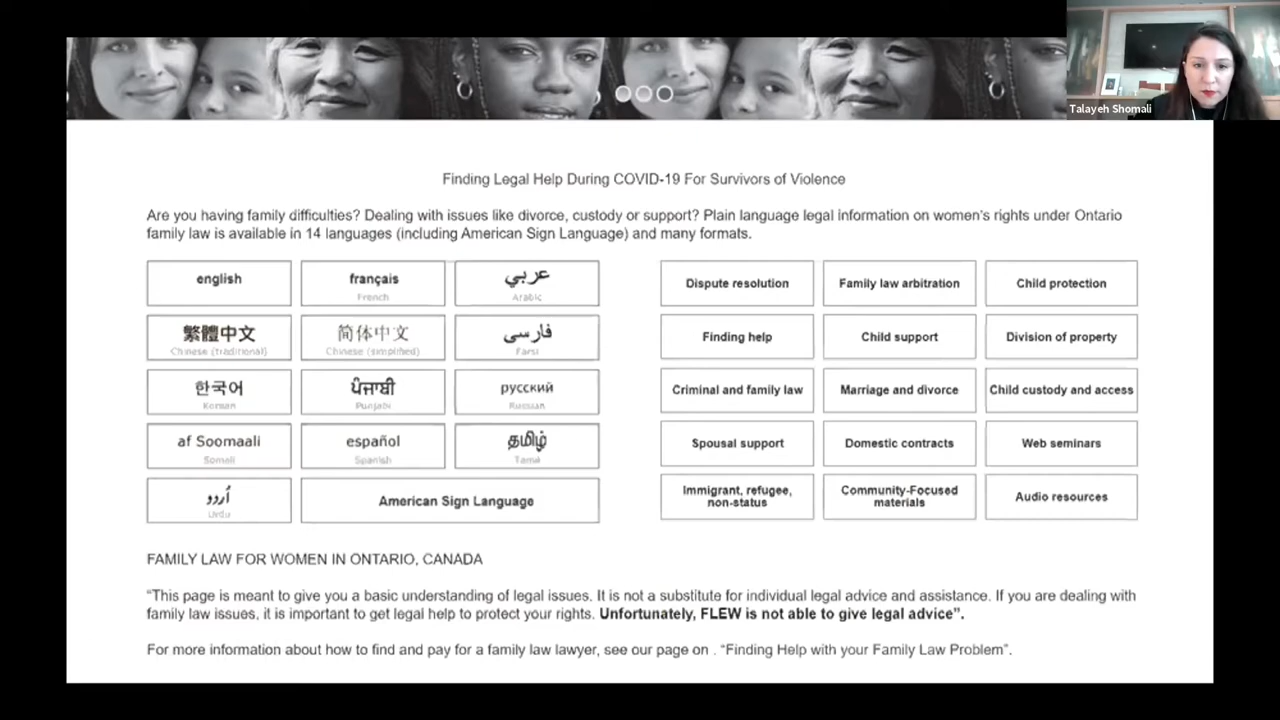 Talayeh Shomali
Finding Legal Help During COVID-19 For Survivors of Violence
Are you having family difficulties? Dealing with issues like divorce, custody or support? Plain language legal information on women's rights under Ontario
family law is available in 14 languages (including American Sign Language) and many formats.
english
français
French
عربي
Arabic
繁體中文
Chinese (traditional)
简体中文
Chinese (simplified)
فارسی
Farsi
한국어
Korean
ਪੰਜਾਬੀ
Punjabi
русский
Russian
af Soomaali
Somali
español
Spanish
தமிழ்
Tamil
اُردو
Urdu
American Sign Language
Dispute resolution
Family law arbitration
Child protection
Finding help
Child support
Division of property
Criminal and family law
Marriage and divorce
Child custody and access
Spousal support
Domestic contracts
Web seminars
Immigrant, refugee,
non-status
Community-Focused
materials
Audio resources
FAMILY LAW FOR WOMEN IN ONTARIO, CANADA
“This page is meant to give you a basic understanding of legal issues. It is not a substitute for individual legal advice and assistance. If you are dealing with
family law issues, it is important to get legal help to protect your rights. Unfortunately, FLEW is not able to give legal advice”.
For more information about how to find and pay for a family law lawyer, see our page on . “Finding Help with your Family Law Problem”.